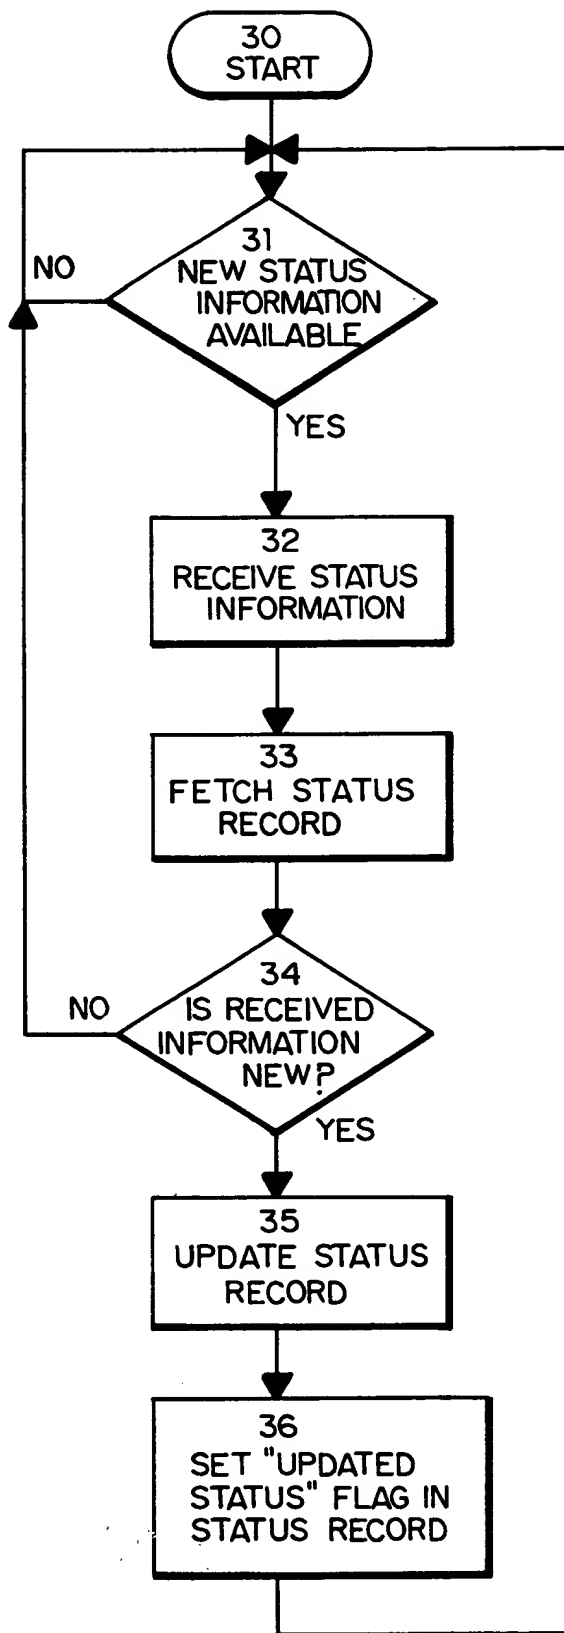 30
START
31
NEW STATUS
INFORMATION
AVAILABLE
NO
YES
32
RECEIVE STATUS
INFORMATION
33
FETCH STATUS
RECORD
34
IS RECEIVED
INFORMATION
NEW?
NO
YES
35
UPDATE STATUS
RECORD
36
SET "UPDATED
STATUS" FLAG IN
STATUS RECORD